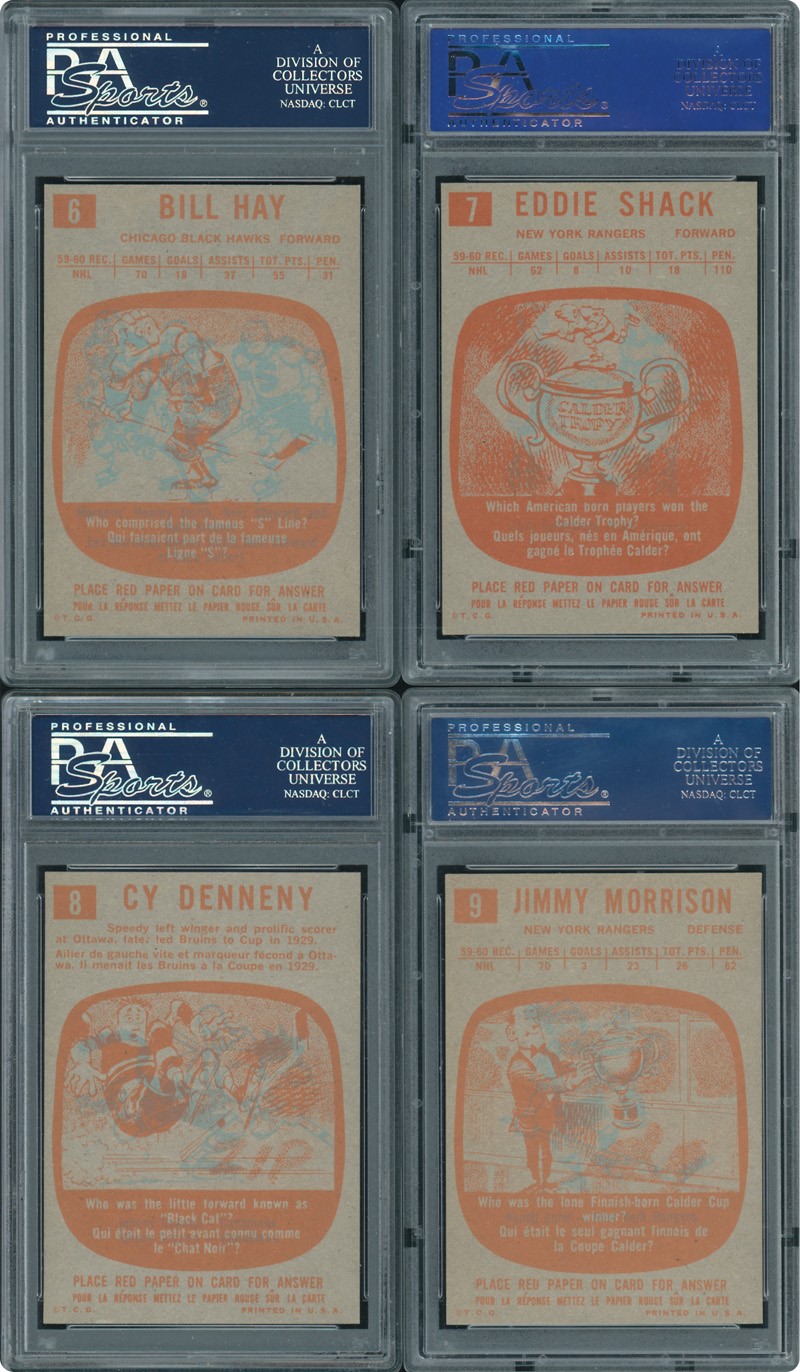 PROFESSIONAL
PSA
Sports®
AUTHENTICATOR
A
DIVISION OF
COLLECTORS
UNIVERSE
NASDAQ: CLCT
6
BILL HAY
CHICAGO BLACK HAWKS FORWARD
59-60 REC. GAMES GOALS ASSISTS TOT. PTS. PEN.
NHL 70 18 37 55 31
Who comprised the famous "S" Line?
Qui faisaient part de la fameuse
Ligne "S"?
PLACE RED PAPER ON CARD FOR ANSWER
POUR LA RÉPONSE METTEZ LE PAPIER ROUGE SUR LA CARTE
©T.C.G. PRINTED IN U.S.A.
PROFESSIONAL
PSA
Sports®
AUTHENTICATOR
A
DIVISION OF
COLLECTORS
UNIVERSE
NASDAQ: CLCT
7
EDDIE SHACK
NEW YORK RANGERS FORWARD
59-60 REC. GAMES GOALS ASSISTS TOT. PTS. PEN.
NHL 62 8 10 18 110
CALDER
TROPY
Which American born players won the
Calder Trophy?
Quels joueurs, nés en Amérique, ont
gagné le Trophée Calder?
PLACE RED PAPER ON CARD FOR ANSWER
POUR LA RÉPONSE METTEZ LE PAPIER ROUGE SUR LA CARTE
©T.C.G. PRINTED IN U.S.A.
PROFESSIONAL
PSA
Sports®
AUTHENTICATOR
A
DIVISION OF
COLLECTORS
UNIVERSE
NASDAQ: CLCT
8
CY DENNENY
Speedy left winger and prolific scorer
at Ottawa, later led Bruins to Cup in 1929.
Ailier de gauche vite et marqueur fécond à Otta-
wa. Il menait les Bruins à la Coupe en 1929.
ZIP
Who was the little forward known as
"Black Cat"?
Qui était le petit avant connu comme
le "Chat Noir"?
PLACE RED PAPER ON CARD FOR ANSWER
POUR LA RÉPONSE METTEZ LE PAPIER ROUGE SUR LA CARTE
©T.C.G. PRINTED IN U.S.A.
PROFESSIONAL
PSA
Sports®
AUTHENTICATOR
A
DIVISION OF
COLLECTORS
UNIVERSE
NASDAQ: CLCT
9
JIMMY MORRISON
NEW YORK RANGERS DEFENSE
59-60 REC. GAMES GOALS ASSISTS TOT. PTS. PEN.
NHL 70 3 23 26 62
Who was the lone Finnish-born Calder Cup
winner?
Qui était le seul gagnant finnois de
la Coupe Calder?
PLACE RED PAPER ON CARD FOR ANSWER
POUR LA RÉPONSE METTEZ LE PAPIER ROUGE SUR LA CARTE
©T.C.G. PRINTED IN U.S.A.